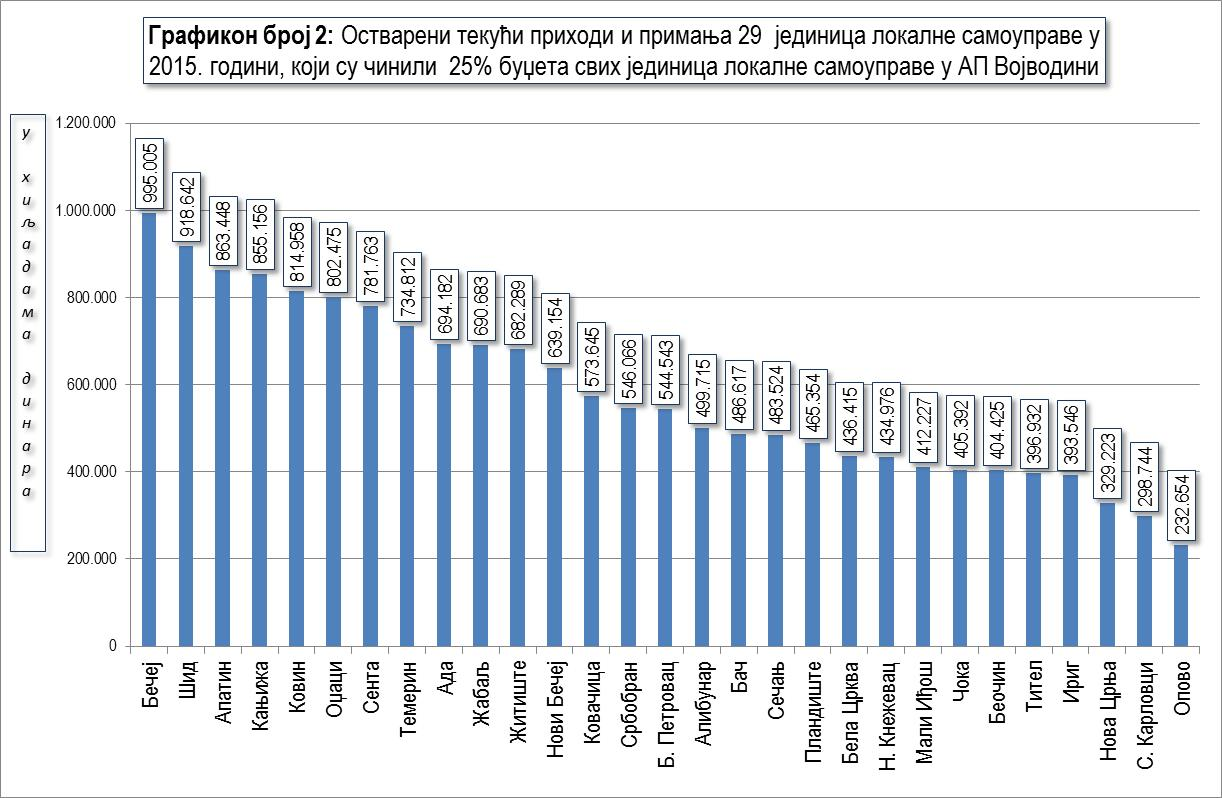 Графикон број 2: Остварени текући приходи и примања 29 јединица локалне самоуправе у
2015. години, који су чинили 25% буџета свих јединица локалне самоуправе у АП Војводини
у хиљадама динара
1.200.000
1.000.000
800.000
600.000
400.000
200.000
0
995.005
918.642
863.448
855.156
814.958
802.475
781.763
734.812
694.182
690.683
682.289
639.154
573.645
546.066
544.543
499.715
486.617
483.524
465.354
436.415
434.976
412.227
405.392
404.425
396.932
393.546
329.223
298.744
232.654
Бечеј
Шид
Апатин
Кањижа
Ковин
Оџаци
Сента
Темерин
Ада
Жабаљ
Житиште
Нови Бечеј
Ковачица
Србобран
Б. Петровац
Алибунар
Бач
Сечањ
Пландиште
Бела Црква
Н. Кнежевац
Мали Иђош
Чока
Беочин
Тител
Ириг
Нова Црња
С. Карловци
Опово